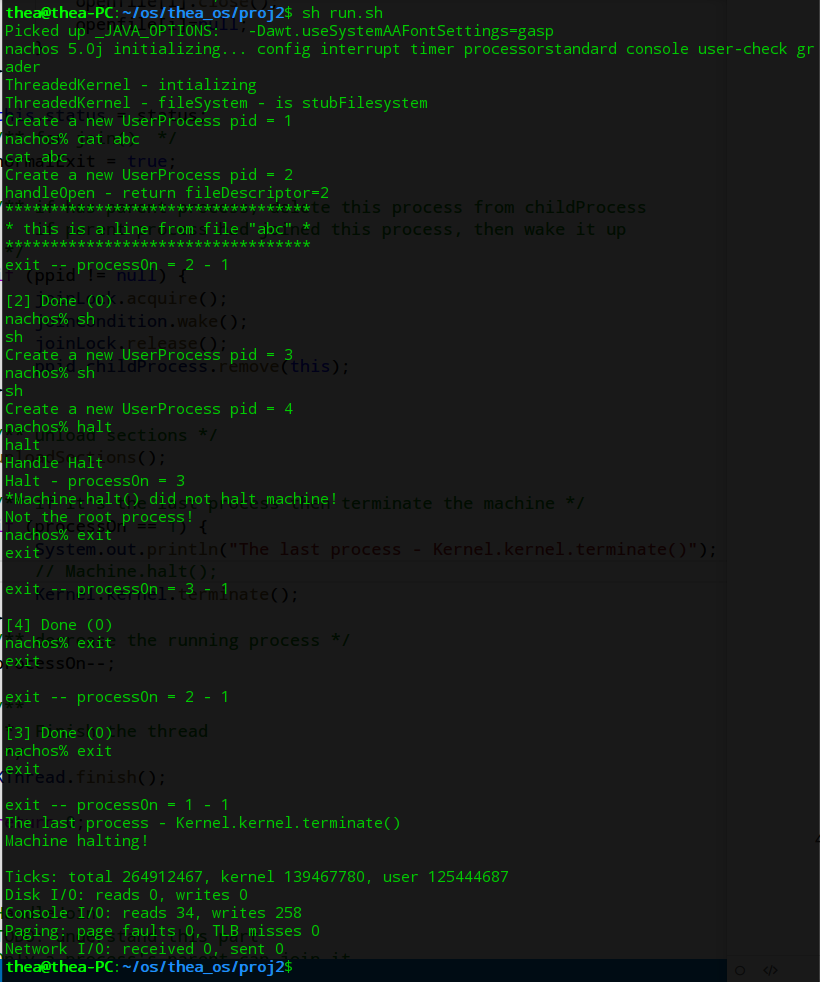 thea@thea-PC:~/os/thea_os/proj2$ sh run.sh
Picked up _JAVA_OPTIONS:   -Dawt.useSystemAAFontSettings=gasp
nachos 5.0j initializing... config interrupt timer processorstandard console user-check gr
ader
ThreadedKernel - intializing
ThreadedKernel - fileSystem - is stubFilesystem
Create a new UserProcess pid = 1
nachos% cat abc
cat abc
Create a new UserProcess pid = 2
handleOpen - return fileDescriptor=2
**********************************
* this is a line from file "abc" *
**********************************
exit -- processOn = 2 - 1
[2] Done (0)
nachos% sh
sh
Create a new UserProcess pid = 3
nachos% sh
sh
Create a new UserProcess pid = 4
nachos% halt
halt
Handle Halt
Halt - processOn = 3
*Machine.halt() did not halt machine!
Not the root process!
nachos% exit
exit
exit -- processOn = 3 - 1
[4] Done (0)
nachos% exit
exit
exit -- processOn = 2 - 1
[3] Done (0)
nachos% exit
exit
exit -- processOn = 1 - 1
The last process - Kernel.kernel.terminate()
Machine halting!
Ticks: total 264912467, kernel 139467780, user 125444687
Disk I/O: reads 0, writes 0
Console I/O: reads 34, writes 258
Paging: page faults 0, TLB misses 0
Network I/O: received 0, sent 0
thea@thea-PC:~/os/thea_os/proj2$